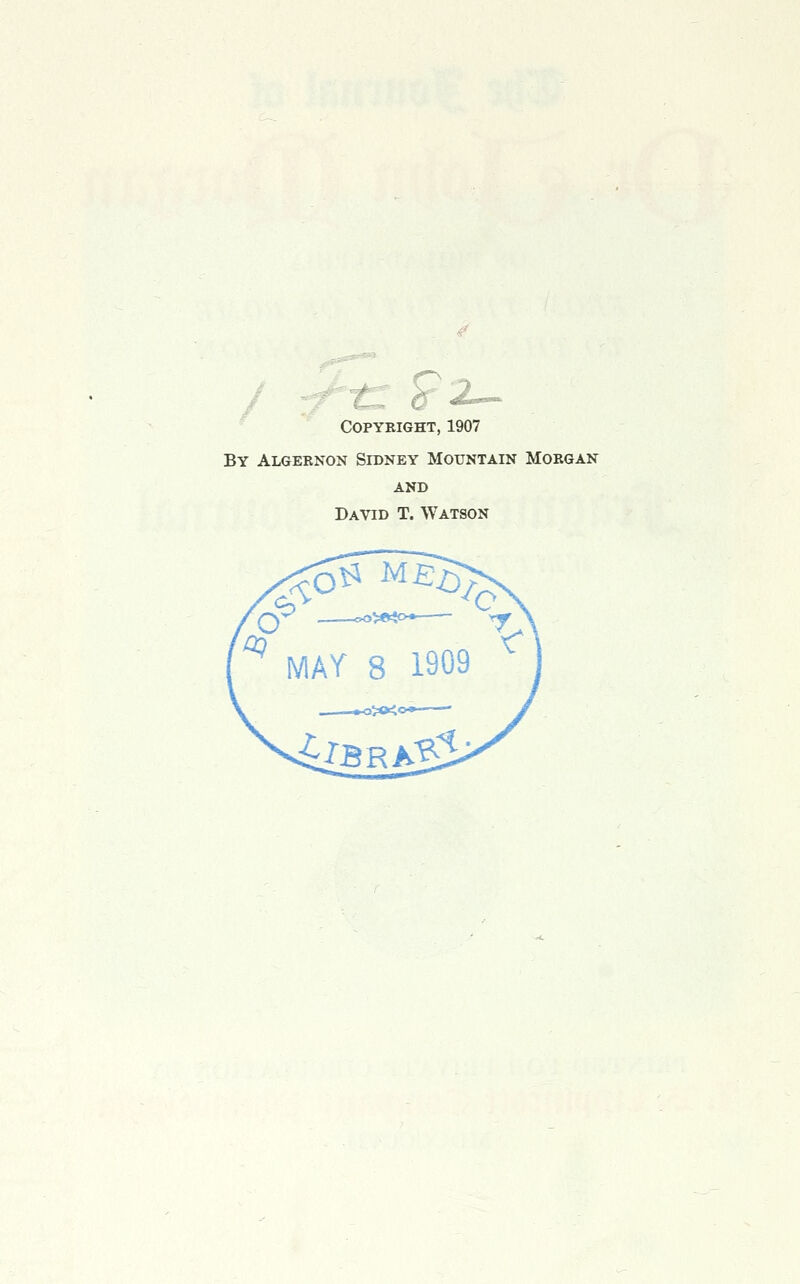 COPYRIGHT, 1907
BY ALGERNON SIDNEY MOUNTAIN MORGAN
AND
DAVID T. WATSON
BOSTON MEDICAL
MAY 8 1909
LIBRARY.